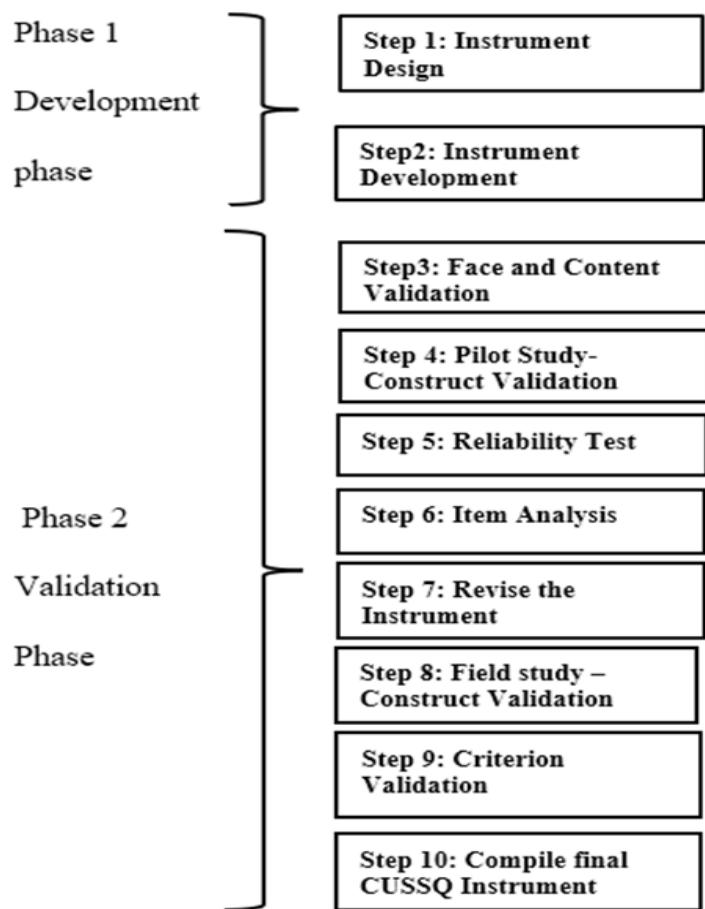 Phase 1
Development
phase
Step 1: Instrument
Design
Step2: Instrument
Development
Phase 2
Validation
Phase
Step3: Face and Content
Validation
Step 4: Pilot Study-
Construct Validation
Step 5: Reliability Test
Step 6: Item Analysis
Step 7: Revise the
Instrument
Step 8: Field study –
Construct Validation
Step 9: Criterion
Validation
Step 10: Compile final
CUSSQ Instrument